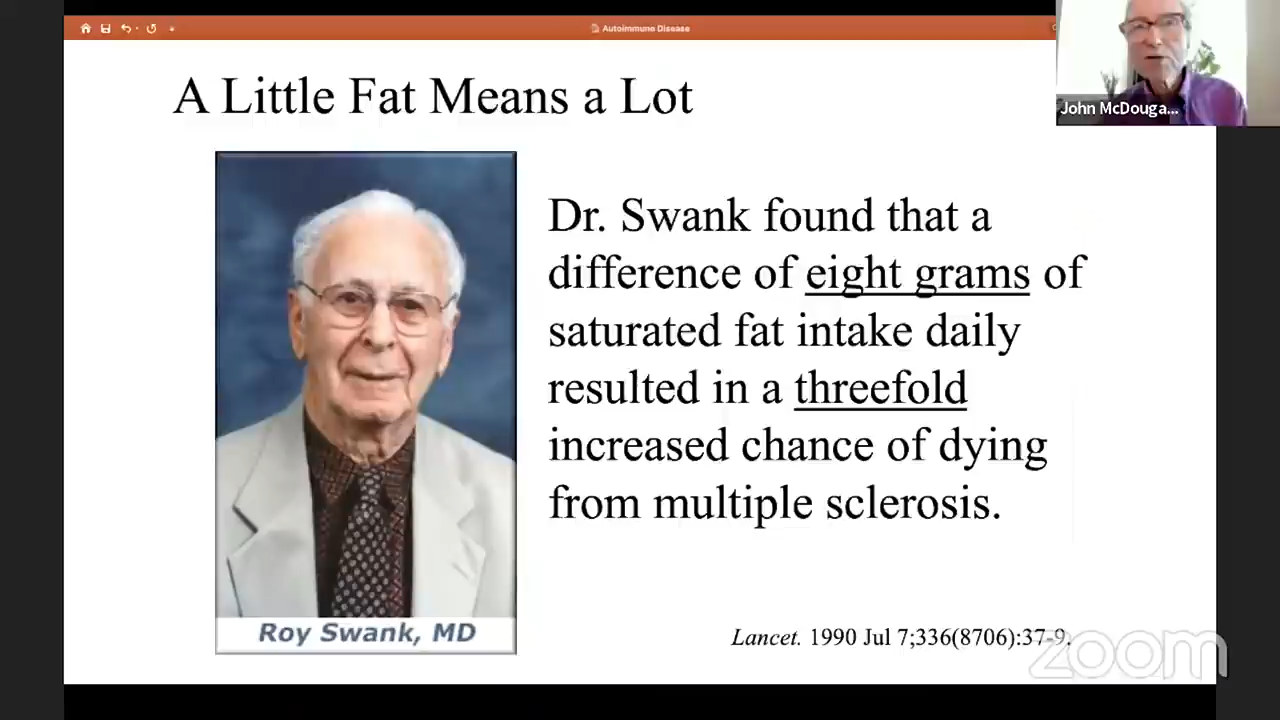 Autoimmune Disease
John McDouga...
A Little Fat Means a Lot
Dr. Swank found that a
difference of eight grams of
saturated fat intake daily
resulted in a threefold
increased chance of dying
from multiple sclerosis.
Roy Swank, MD
Lancet. 1990 Jul 7;336(8706):37-9.
zoom